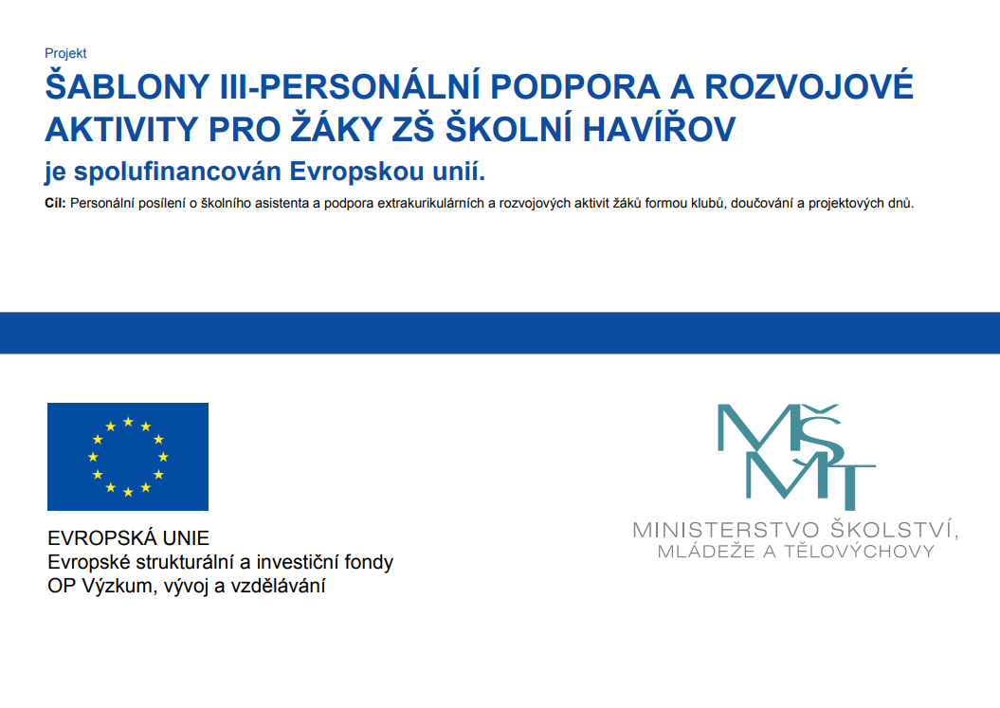 Projekt
ŠABLONY III-PERSONÁLNÍ PODPORA A ROZVOJOVÉ
AKTIVITY PRO ŽÁKY ZŠ ŠKOLNÍ HAVÍŘOV
je spolufinancován Evropskou unií.
Cíl: Personální posílení o školního asistenta a podpora extrakurikulárních a rozvojových aktivit žáků formou klubů, doučování a projektových dnů.
EVROPSKÁ UNIE
Evropské strukturální a investiční fondy
OP Výzkum, vývoj a vzdělávání
MŠ
MT
MINISTERSTVO ŠKOLSTVÍ,
MLÁDEŽE A TĚLOVÝCHOVY